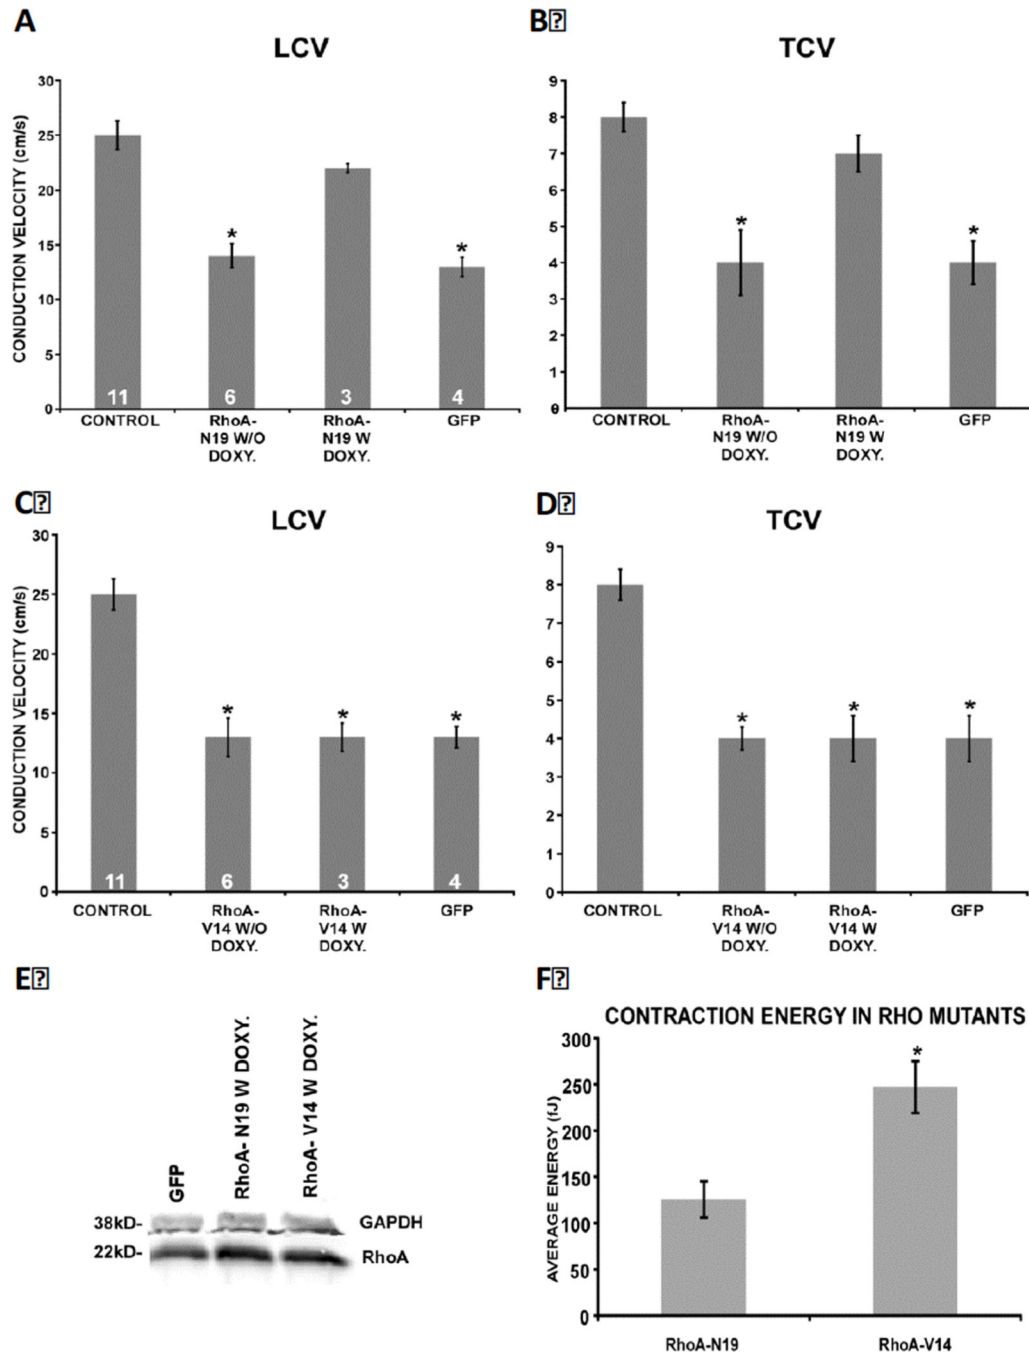 A
LCV
CONDUCTION VELOCITY (cm/s)
30
25
20
15
10
5
0
*
*
11
6
3
4
CONTROL
RhoA-
N19 W/O
DOXY.
RhoA-
N19 W
DOXY.
GFP
B
TCV
9
8
7
6
5
4
3
2
1
0
*
*
CONTROL
RhoA-
N19 W/O
DOXY.
RhoA-
N19 W
DOXY.
GFP
C
LCV
CONDUCTION VELOCITY (cm/s)
30
25
20
15
10
5
0
*
*
*
11
6
3
4
CONTROL
RhoA-
V14 W/O
DOXY.
RhoA-
V14 W
DOXY.
GFP
D
TCV
9
8
7
6
5
4
3
2
1
0
*
*
*
CONTROL
RhoA-
V14 W/O
DOXY.
RhoA-
V14 W
DOXY.
GFP
E
GFP
RhoA- N19 W DOXY.
RhoA- V14 W DOXY.
38kD-
GAPDH
22kD-
RhoA
F
CONTRACTION ENERGY IN RHO MUTANTS
AVERAGE ENERGY (fJ)
300
250
200
150
100
50
0
*
RhoA-N19
RhoA-V14